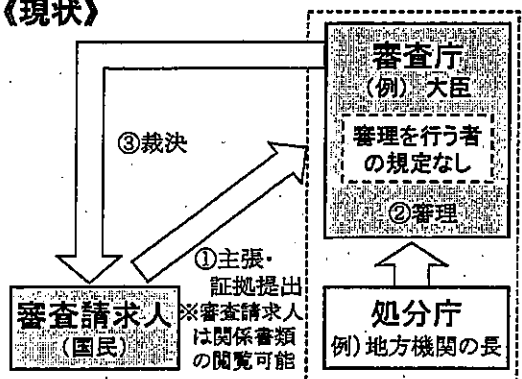 《現状》
審査庁
(例) 大臣
審理を行う者
の規定なし
②審理
③裁決
①主張・
証拠提出
※審査請求人
は関係書類
の閲覧可能
審査請求人
(国民)
処分庁
例) 地方機関の長